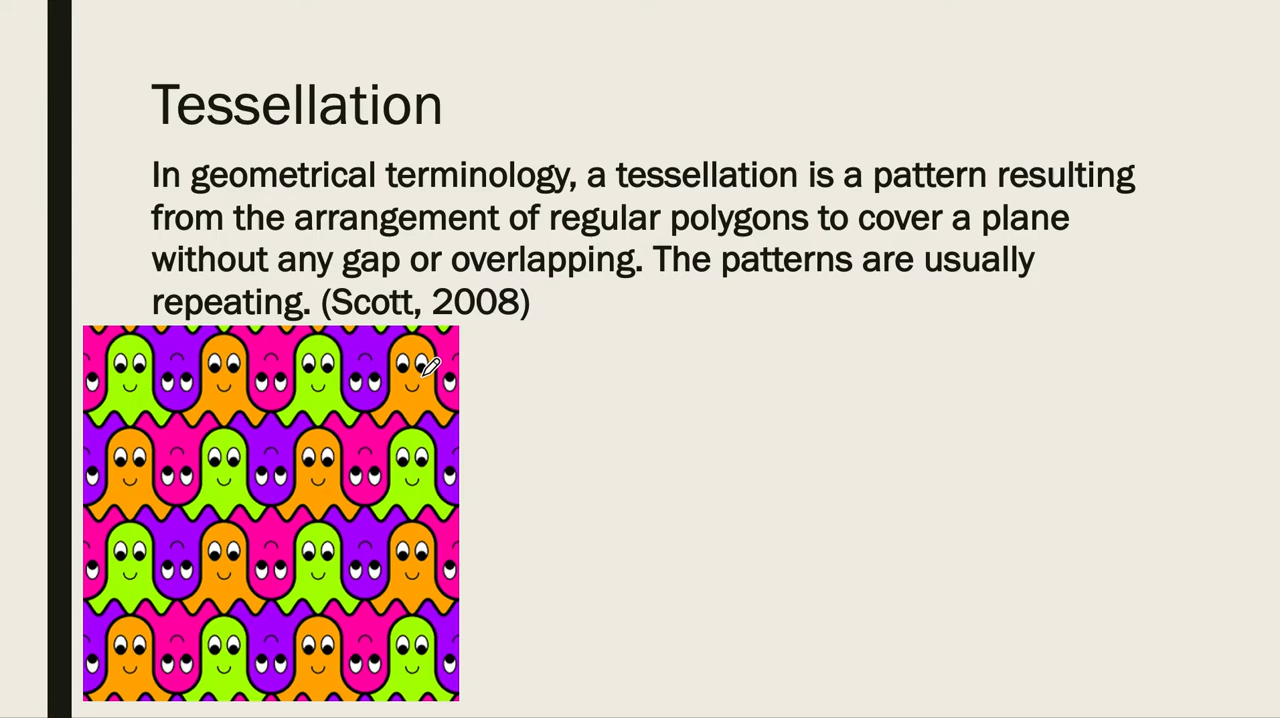 Tessellation
In geometrical terminology, a tessellation is a pattern resulting
from the arrangement of regular polygons to cover a plane
without any gap or overlapping. The patterns are usually
repeating. (Scott, 2008)